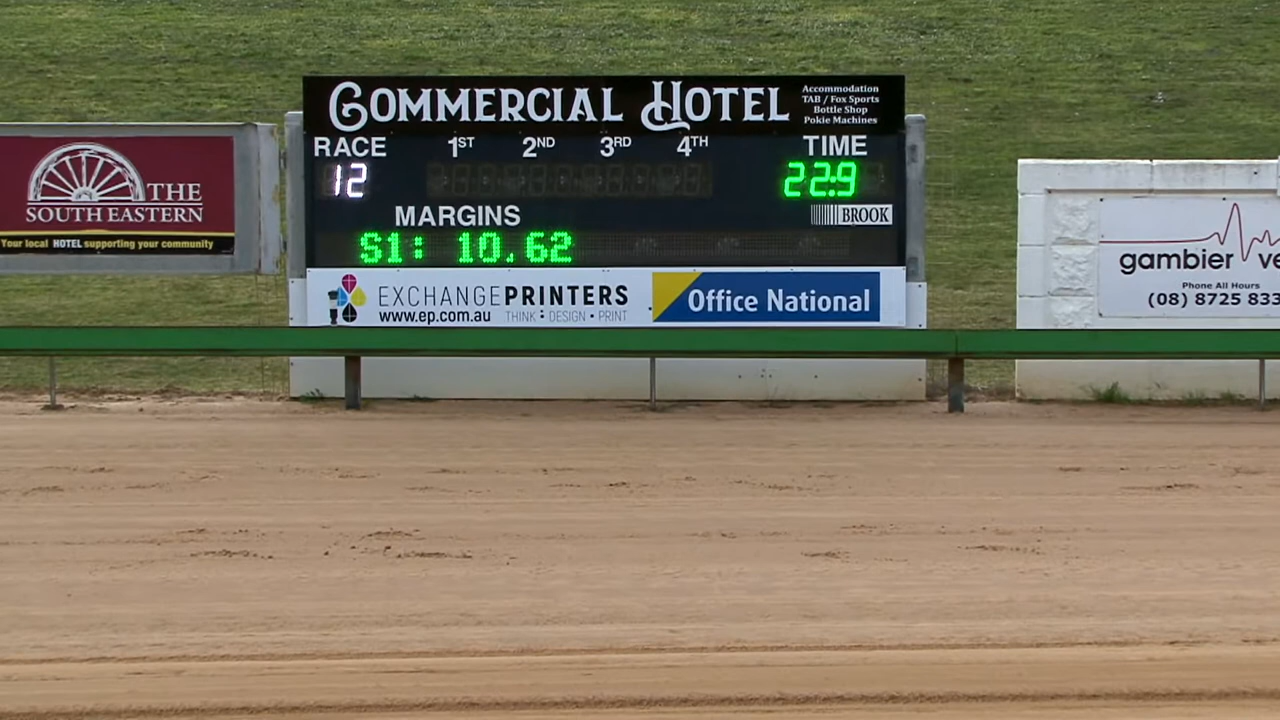 COMMERCIAL HOTEL
Accommodation
TAB / Fox Sports
Bottle Shop
Pokie Machines
RACE 1ST 2ND 3RD 4TH TIME
12 22.9
MARGINS
BROOK
S1: 10.62
EXCHANGEPRINTERS
www.ep.com.au THINK • DESIGN • PRINT
Office National
THE
SOUTH EASTERN
Your local HOTEL supporting your community
gambier ve
Phone All Hours
(08) 8725 833